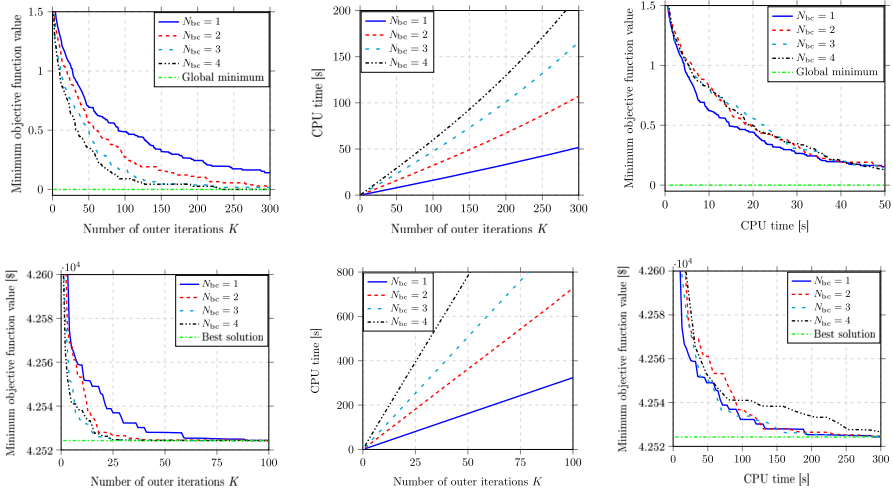 Minimum objective function value
1.5
1
0.5
0
0 50 100 150 200 250 300
Number of outer iterations K
N_bc = 1
N_bc = 2
N_bc = 3
N_bc = 4
Global minimum
CPU time [s]
200
150
100
50
0
0 50 100 150 200 250 300
Number of outer iterations K
N_bc = 1
N_bc = 2
N_bc = 3
N_bc = 4
Minimum objective function value
1.5
1
0.5
0
0 10 20 30 40 50
CPU time [s]
N_bc = 1
N_bc = 2
N_bc = 3
N_bc = 4
Global minimum
Minimum objective function value [$]
·10⁴
4.260
4.258
4.256
4.254
4.252
0 25 50 75 100
Number of outer iterations K
N_bc = 1
N_bc = 2
N_bc = 3
N_bc = 4
Best solution
CPU time [s]
800
600
400
200
0
0 25 50 75 100
Number of outer iterations K
N_bc = 1
N_bc = 2
N_bc = 3
N_bc = 4
Minimum objective function value [$]
·10⁴
4.260
4.258
4.256
4.254
4.252
0 50 100 150 200 250 300
CPU time [s]
N_bc = 1
N_bc = 2
N_bc = 3
N_bc = 4
Best solution